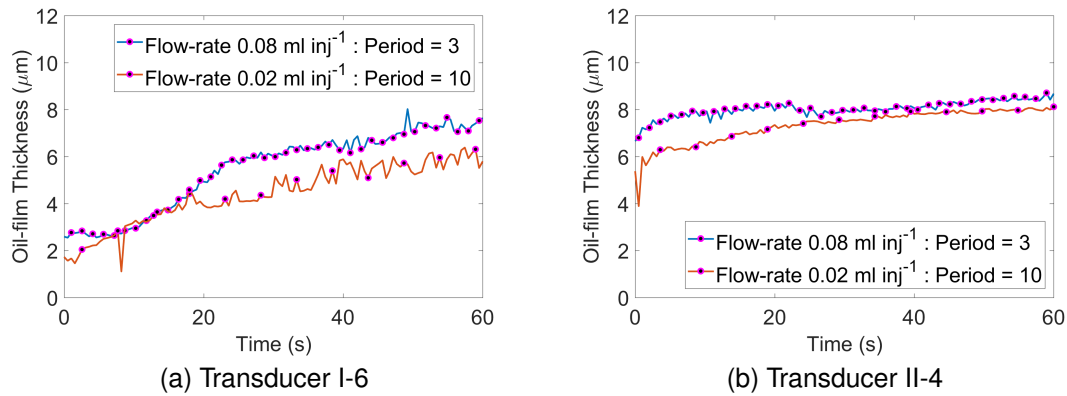 12
10
8
6
4
2
0
Oil-film Thickness (μm)
Flow-rate 0.08 ml inj⁻¹ : Period = 3
Flow-rate 0.02 ml inj⁻¹ : Period = 10
0 20 40 60
Time (s)
(a) Transducer I-6
12
10
8
6
4
2
0
Oil-film Thickness (μm)
Flow-rate 0.08 ml inj⁻¹ : Period = 3
Flow-rate 0.02 ml inj⁻¹ : Period = 10
0 20 40 60
Time (s)
(b) Transducer II-4